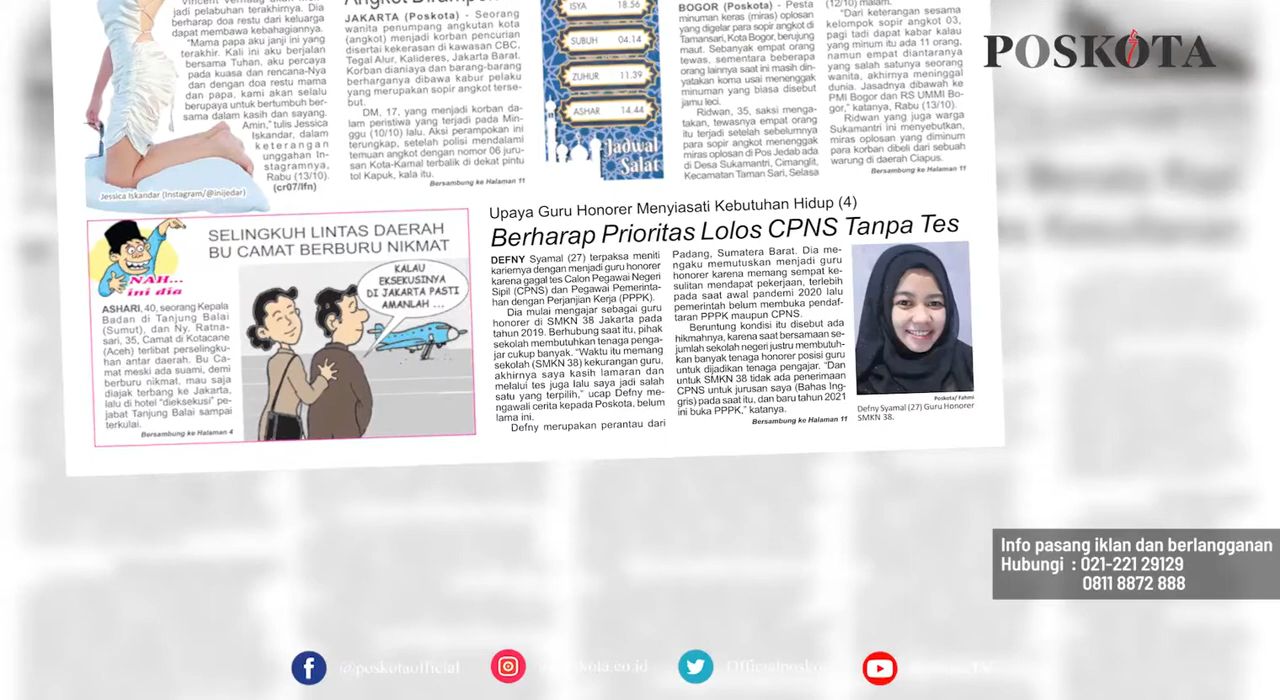 jadi pelabuhan terakhirnya. Dia
berharap doa restu dari keluarga
dapat membawa kebahagiannya.
"Mama papa aku janji ini yang
terakhir. Kali ini aku berjalan
bersama Tuhan, aku percaya
pada kuasa dan rencana-Nya
dan dengan doa restu mama
dan papa, kami akan selalu
berupaya untuk bertumbuh ber-
sama dalam kasih dan sayang.
Amin," tulis Jessica
Iskandar, dalam
keterangan
unggahan In-
stagramnya,
Rabu (13/10).
(cr07/lfn)
Jessica Iskandar (Instagram/@inijedar)
JAKARTA (Poskota) - Seorang
wanita penumpang angkutan kota
(angkot) menjadi korban pencurian
disertai kekerasan di kawasan CBC,
Tegal Alur, Kalideres, Jakarta Barat.
Korban dianiaya dan barang-barang
berharganya dibawa kabur pelaku
yang merupakan sopir angkot terse-
but.
DM, 17, yang menjadi korban da-
lam peristiwa yang terjadi pada Ming-
gu (10/10) lalu. Aksi perampokan ini
terungkap, setelah polisi mendalami
temuan angkot dengan nomor 06 juru-
san Kota-Kamal terbalik di dekat pintu
tol Kapuk, kala itu.
Bersambung ke Halaman 11
ISYA 18.56
SUBUH 04.14
ZUHUR 11.39
ASHAR 14.44
Jadwal
Salat
BOGOR (Poskota) - Pesta
minuman keras (miras) oplosan
yang digelar para sopir angkot di
Tamansari, Kota Bogor, berujung
maut. Sebanyak empat orang
tewas, sementara beberapa
orang lainnya saat ini masih din-
yatakan koma usai menenggak
minuman yang biasa disebut
jamu leci.
Ridwan, 35, saksi menga-
takan, tewasnya empat orang
itu terjadi setelah sebelumnya
para sopir angkot menenggak
miras oplosan di Pos Jedab ada
di Desa Sukamantri, Cimanglit,
Kecamatan Taman Sari, Selasa
(12/10) malam.
"Dari keterangan sesama
kelompok sopir angkot 03,
pagi tadi dapat kabar kalau
yang minum itu ada 11 orang,
namun empat diantaranya
yang salah satunya seorang
wanita, akhirnya meninggal
dunia. Jasadnya dibawah ke
PMI Bogor dan RS UMMI Bo-
gor," katanya, Rabu (13/10).
Ridwan yang juga warga
Sukamantri ini menyebutkan,
miras oplosan yang diminum
para korban dibeli dari sebuah
warung di daerah Ciapus.
Bersambung ke Halaman 11
POSKOTA
NAH...
ini dia
SELINGKUH LINTAS DAERAH
BU CAMAT BERBURU NIKMAT
ASHARI, 40, seorang Kepala
Badan di Tanjung Balai
(Sumut), dan Ny. Ratna-
sari, 35, Camat di Kotacane
(Aceh) terlibat perselingku-
han antar daerah. Bu Ca-
mat meski ada suami, demi
berburu nikmat, mau saja
diajak terbang ke Jakarta,
lalu di hotel "dieksekusi" pe-
jabat Tanjung Balai sampai
terkulai.
Bersambung ke Halaman 4
KALAU
EKSEKUSINYA
DI JAKARTA PASTI
AMANLAH ...
Upaya Guru Honorer Menyiasati Kebutuhan Hidup (4)
Berharap Prioritas Lolos CPNS Tanpa Tes
DEFNY Syamal (27) terpaksa meniti
kariernya dengan menjadi guru honorer
karena gagal tes Calon Pegawai Negeri
Sipil (CPNS) dan Pegawai Pemerinta-
han dengan Perjanjian Kerja (PPPK).
Dia mulai mengajar sebagai guru
honorer di SMKN 38 Jakarta pada
tahun 2019. Berhubung saat itu, pihak
sekolah membutuhkan tenaga penga-
jar cukup banyak. "Waktu itu memang
sekolah (SMKN 38) kekurangan guru,
akhirnya saya kasih lamaran dan
melalui tes juga lalu saya jadi salah
satu yang terpilih," ucap Defny me-
ngawali cerita kepada Poskota, belum
lama ini.
Defny merupakan perantau dari
Padang, Sumatera Barat. Dia me-
ngaku memutuskan menjadi guru
honorer karena memang sempat ke-
sulitan mendapat pekerjaan, terlebih
pada saat awal pandemi 2020 lalu
pemerintah belum membuka pendaf-
taran PPPK maupun CPNS.
Beruntung kondisi itu disebut ada
hikmahnya, karena saat bersamaan se-
jumlah sekolah negeri justru membutuh-
kan banyak tenaga honorer posisi guru
untuk dijadikan tenaga pengajar. "Dan
untuk SMKN 38 tidak ada penerimaan
CPNS untuk jurusan saya (Bahas Ing-
gris) pada saat itu, dan baru tahun 2021
ini buka PPPK," katanya.
Bersambung ke Halaman 11
Poskota/ Fahmi
Defny Syamal (27) Guru Honorer
SMKN 38.
Info pasang iklan dan berlangganan
Hubungi : 021-221 29129
0811 8872 888
@poskotaofficial